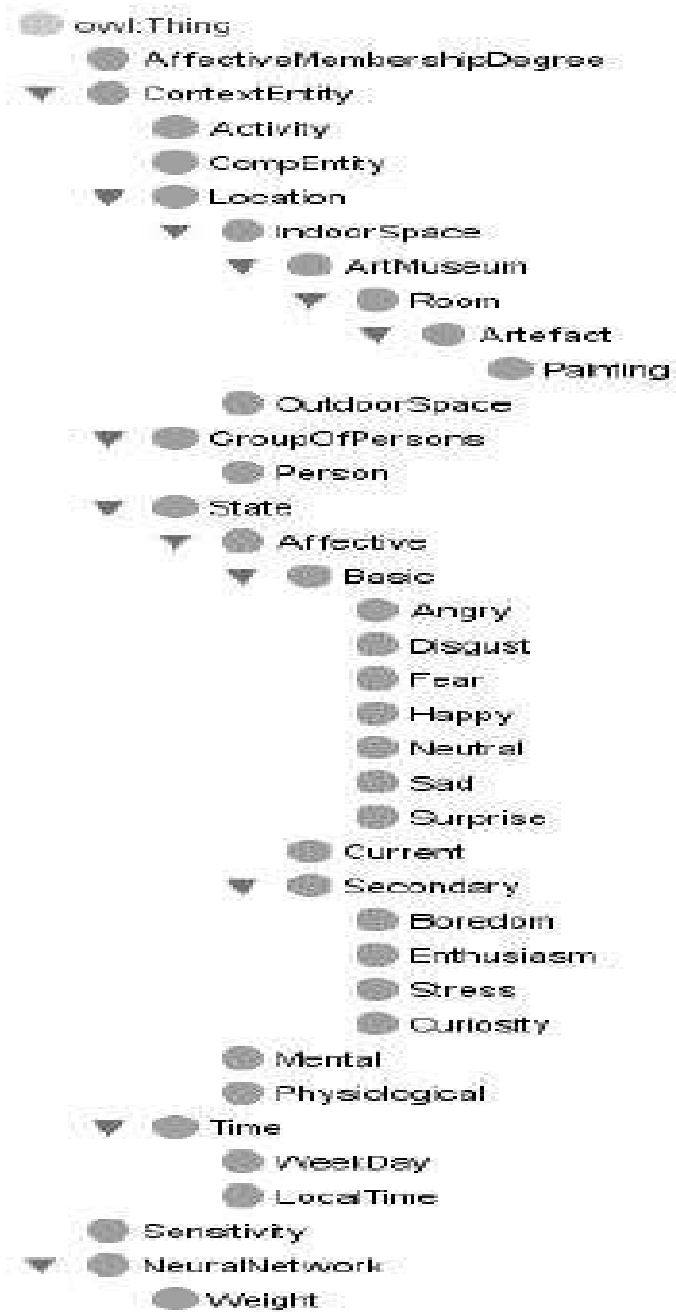 owl:Thing
AffectiveMembershipDegree
ContextEntity
Activity
CompEntity
Location
IndoorSpace
ArtMuseum
Room
Artefact
Painting
OutdoorSpace
GroupOfPersons
Person
State
Affective
Basic
Angry
Disgust
Fear
Happy
Neutral
Sad
Surprise
Current
Secondary
Boredom
Enthusiasm
Stress
Curiosity
Mental
Physiological
Time
WeekDay
LocalTime
Sensitivity
NeuralNetwork
Weight